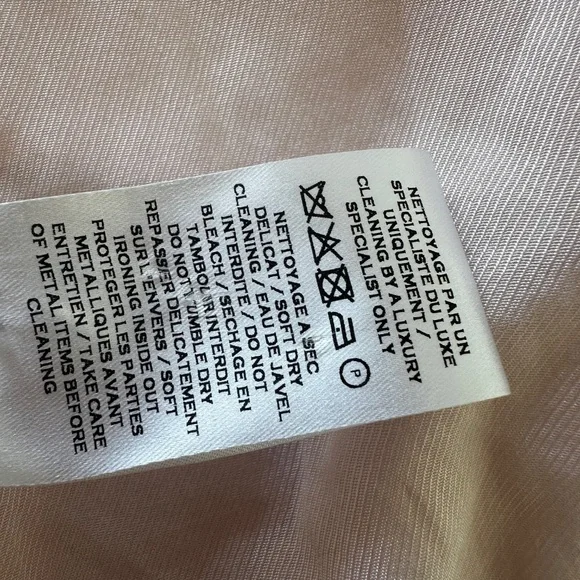 NETTOYAGE PAR UN
SPECIALISTE DU LUXE
UNIQUEMENT /
CLEANING BY A LUXURY
SPECIALIST ONLY
P
NETTOYAGE A SEC
DELICAT / SOFT DRY
CLEANING / EAU DE JAVEL
INTERDITE / DO NOT
BLEACH / SECHAGE EN
TAMBOUR INTERDIT
DO NOT TUMBLE DRY
REPASSER DELICATEMENT
SUR L'ENVERS / SOFT
IRONING INSIDE OUT
PROTEGER LES PARTIES
METALLIQUES AVANT
ENTRETIEN / TAKE CARE
OF METAL ITEMS BEFORE
CLEANING